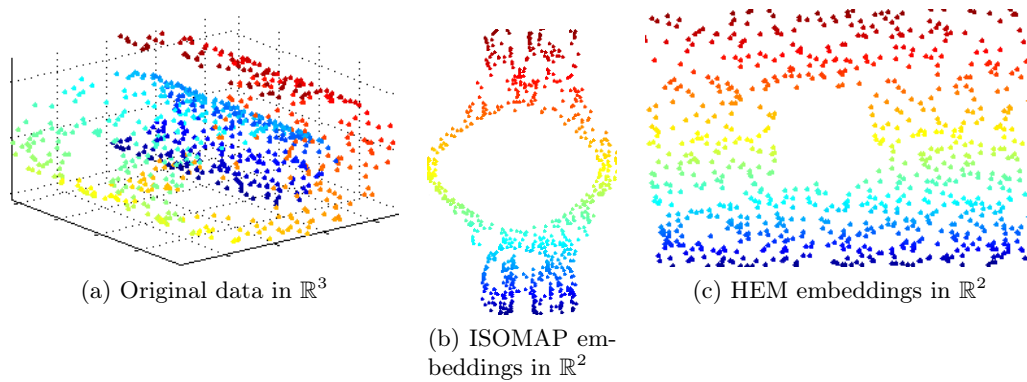 (a) Original data in ℝ³
(b) ISOMAP em-
beddings in ℝ²
(c) HEM embeddings in ℝ²